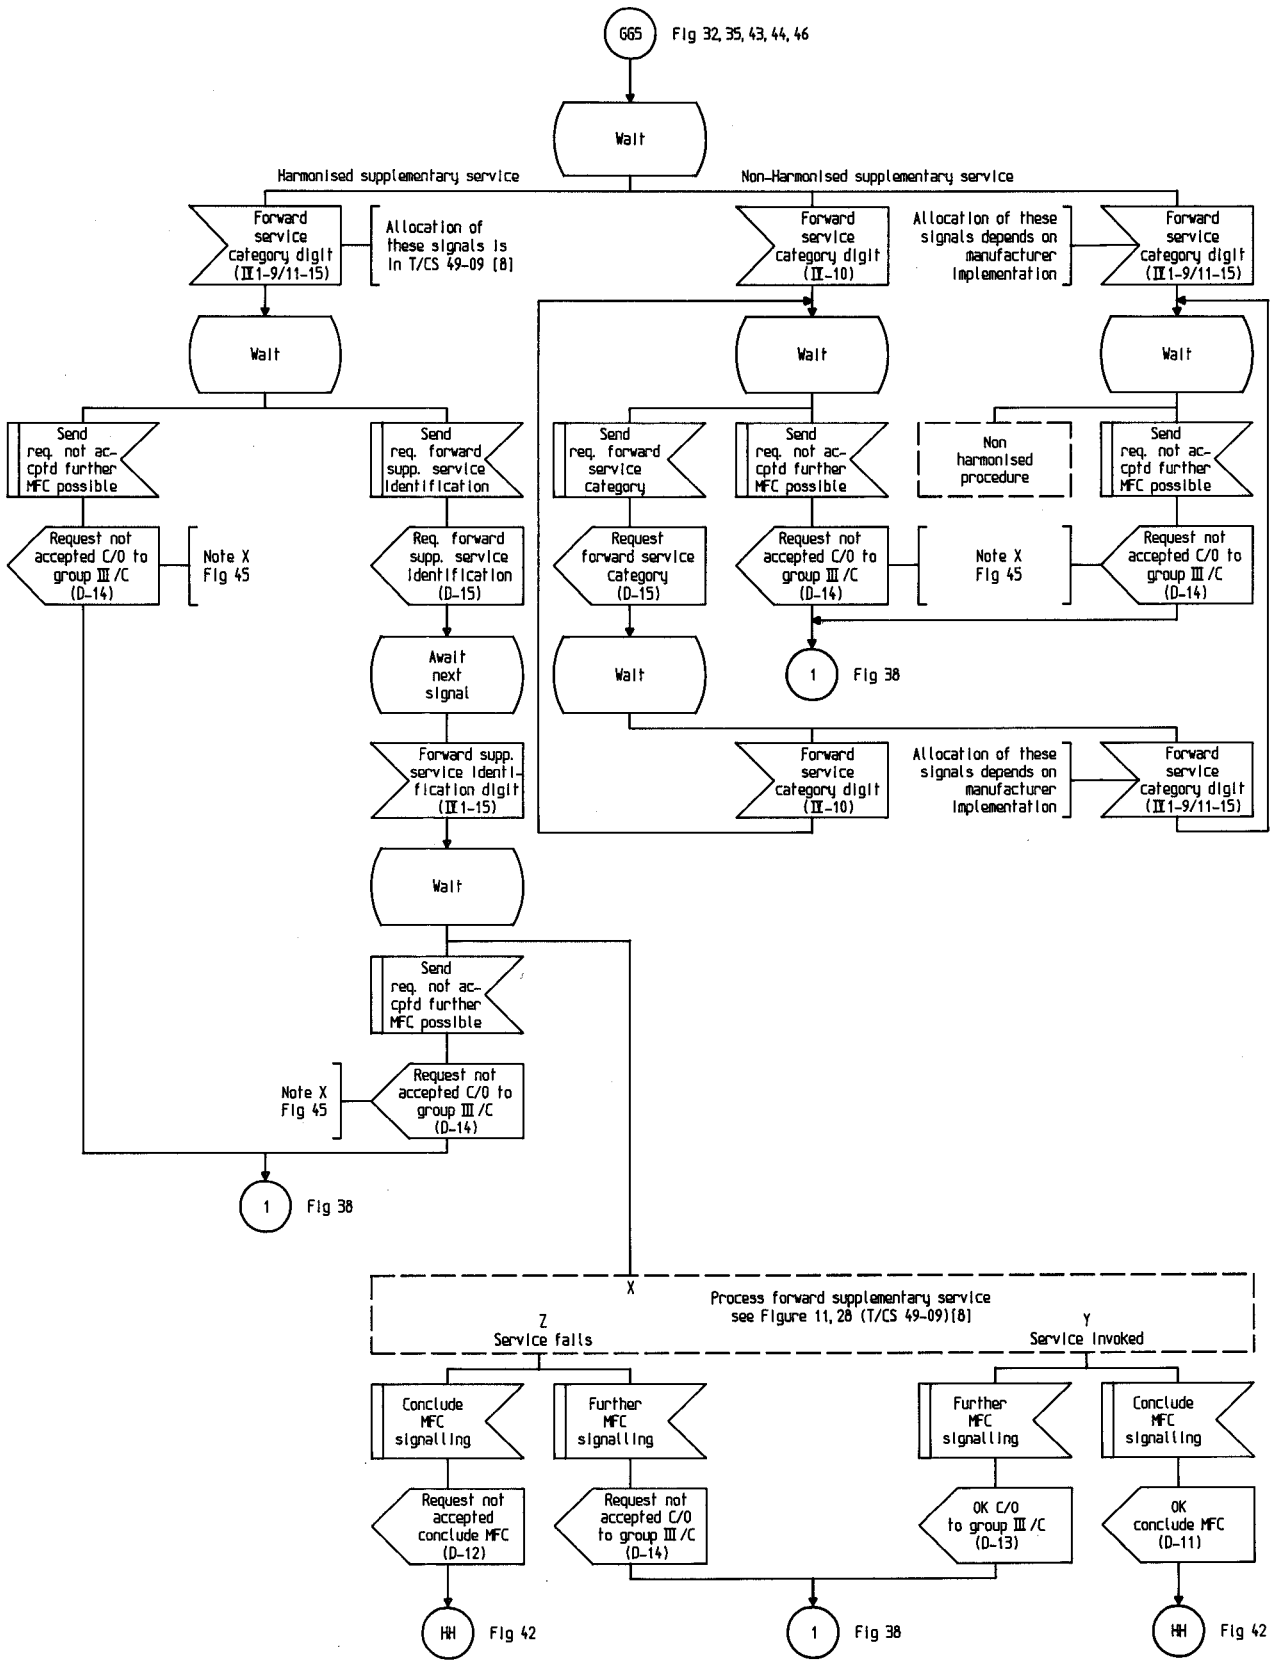 GG5
Fig 32, 35, 43, 44, 46
Wait
Harmonised supplementary service
Non-Harmonised supplementary service
Forward
service
category digit
(IV 1-9/11-15)
Allocation of
these signals is
in T/CS 49-09 [8]
Forward
service
category digit
(IV-10)
Allocation of these
signals depends on
manufacturer
implementation
Forward
service
category digit
(IV 1-9/11-15)
Wait
Wait
Wait
Send
req. not ac-
cptd further
MFC possible
Send
req. forward
supp. service
identification
Send
req. forward
service
category
Send
req. not ac-
cptd further
MFC possible
Non
harmonised
procedure
Send
req. not ac-
cptd further
MFC possible
Request not
accepted C/O to
group III /C
(D-14)
Note X
Fig 45
Req. forward
supp. service
identification
(D-15)
Request
forward service
category
(D-15)
Request not
accepted C/O to
group III /C
(D-14)
Note X
Fig 45
Request not
accepted C/O to
group III /C
(D-14)
Await
next
signal
Wait
1
Fig 38
Forward supp.
service identi-
fication digit
(IV 1-15)
Forward
service
category digit
(IV-10)
Allocation of these
signals depends on
manufacturer
implementation
Forward
service
category digit
(IV 1-9/11-15)
Wait
Send
req. not ac-
cptd further
MFC possible
Note X
Fig 45
Request not
accepted C/O to
group III /C
(D-14)
1
Fig 38
X
Process forward supplementary service
see Figure 11, 28 (T/CS 49-09) [8]
Z
Service fails
Y
Service invoked
Conclude
MFC
signalling
Further
MFC
signalling
Further
MFC
signalling
Conclude
MFC
signalling
Request not
accepted
conclude MFC
(D-12)
Request not
accepted C/O
to group III /C
(D-14)
OK C/O
to group III /C
(D-13)
OK
conclude MFC
(D-11)
HH
Fig 42
1
Fig 38
HH
Fig 42